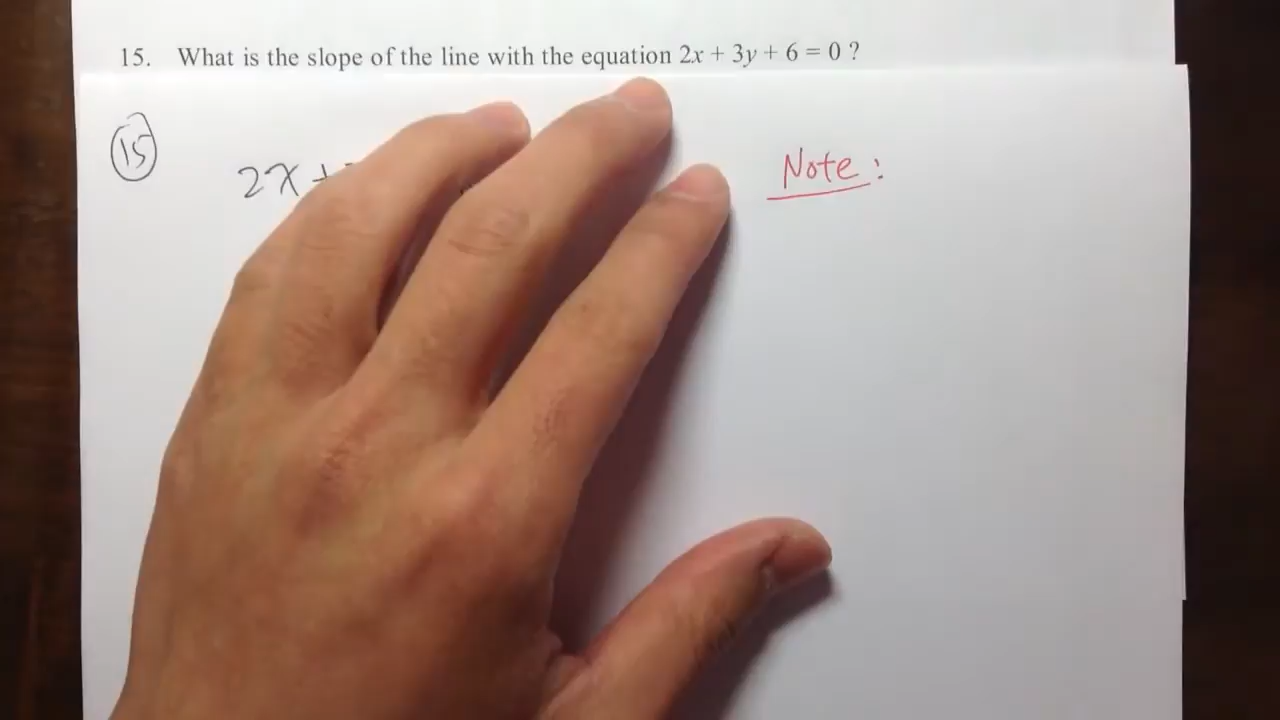 15. What is the slope of the line with the equation 2x + 3y + 6 = 0 ?
15
2x +
Note: